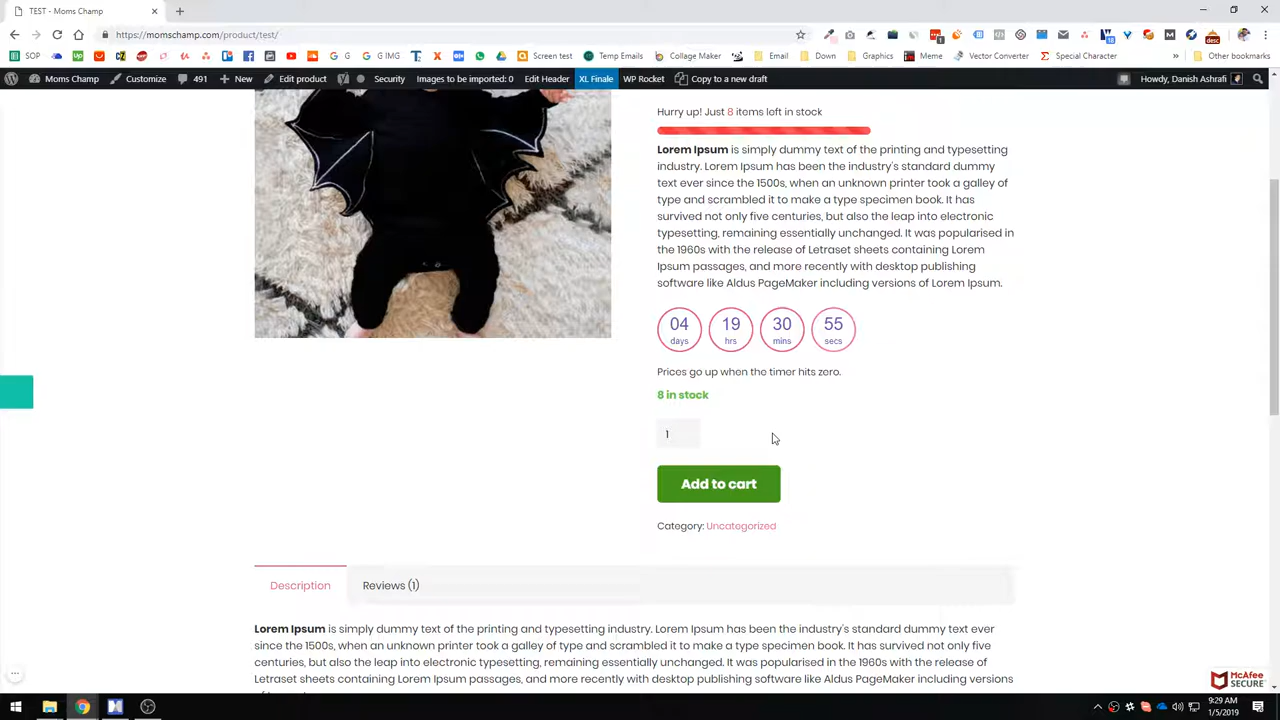 TEST - Moms Champ
https://momschamp.com/product/test/
SOP
G G
G IMG
Screen test
Temp Emails
Collage Maker
Email
Down
Graphics
Meme
Vector Converter
Special Character
Other bookmarks
Moms Champ
Customize
491
New
Edit product
Security
Images to be imported: 0
Edit Header
XL Finale
WP Rocket
Copy to a new draft
Howdy, Danish Ashrafi
Hurry up! Just 8 items left in stock
Lorem Ipsum is simply dummy text of the printing and typesetting
industry. Lorem Ipsum has been the industry's standard dummy
text ever since the 1500s, when an unknown printer took a galley of
type and scrambled it to make a type specimen book. It has
survived not only five centuries, but also the leap into electronic
typesetting, remaining essentially unchanged. It was popularised in
the 1960s with the release of Letraset sheets containing Lorem
Ipsum passages, and more recently with desktop publishing
software like Aldus PageMaker including versions of Lorem Ipsum.
04 19 30 55
days hrs mins secs
Prices go up when the timer hits zero.
8 in stock
1
Add to cart
Category: Uncategorized
Description
Reviews (1)
Lorem Ipsum is simply dummy text of the printing and typesetting industry. Lorem Ipsum has been the industry's standard dummy text ever
since the 1500s, when an unknown printer took a galley of type and scrambled it to make a type specimen book. It has survived not only five
centuries, but also the leap into electronic typesetting, remaining essentially unchanged. It was popularised in the 1960s with the release of
Letraset sheets containing Lorem Ipsum passages, and more recently with desktop publishing software like Aldus PageMaker including versions
McAfee
SECURE
9:29 AM
1/5/2019